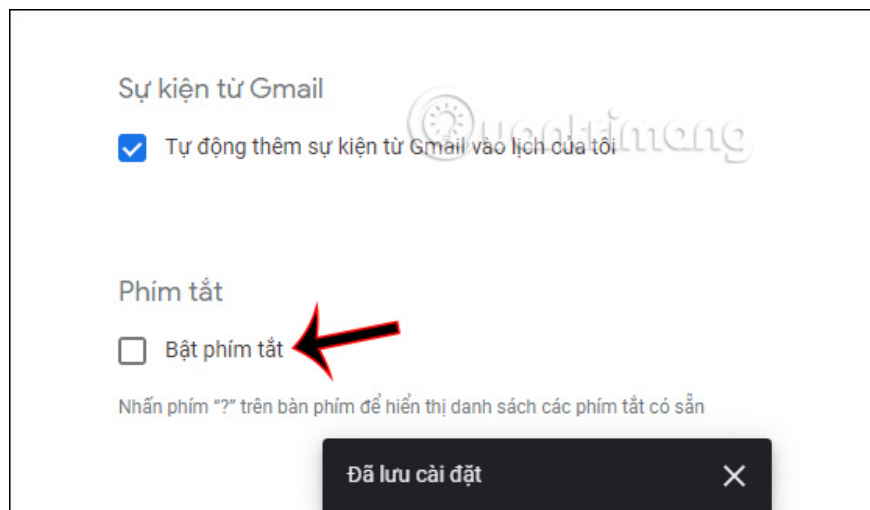 Sự kiện từ Gmail
Quantrimang
Tự động thêm sự kiện từ Gmail vào lịch của tôi
Phím tắt
Bật phím tắt
Nhấn phím "?" trên bàn phím để hiển thị danh sách các phím tắt có sẵn
Đã lưu cài đặt